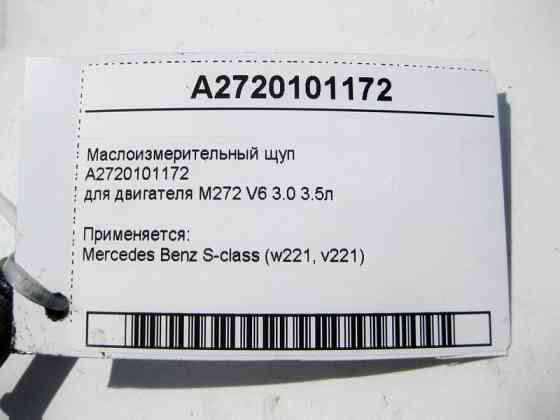 A2720101172
Маслоизмерительный щуп
A2720101172
для двигателя M272 V6 3.0 3.5л
Применяется:
Mercedes Benz S-class (w221, v221)